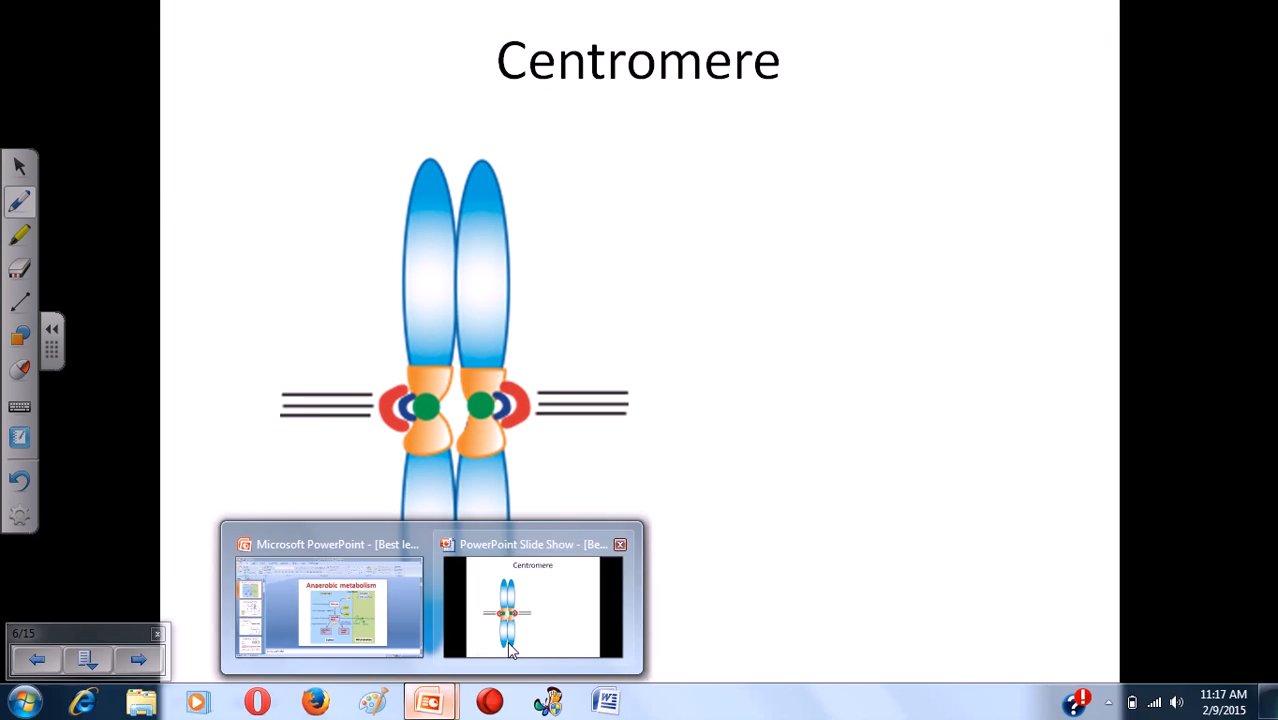 Centromere
Microsoft PowerPoint - [Best le...
PowerPoint Slide Show - [Be...
Anaerobic metabolism
Centromere
6/15
11:17 AM
2/9/2015